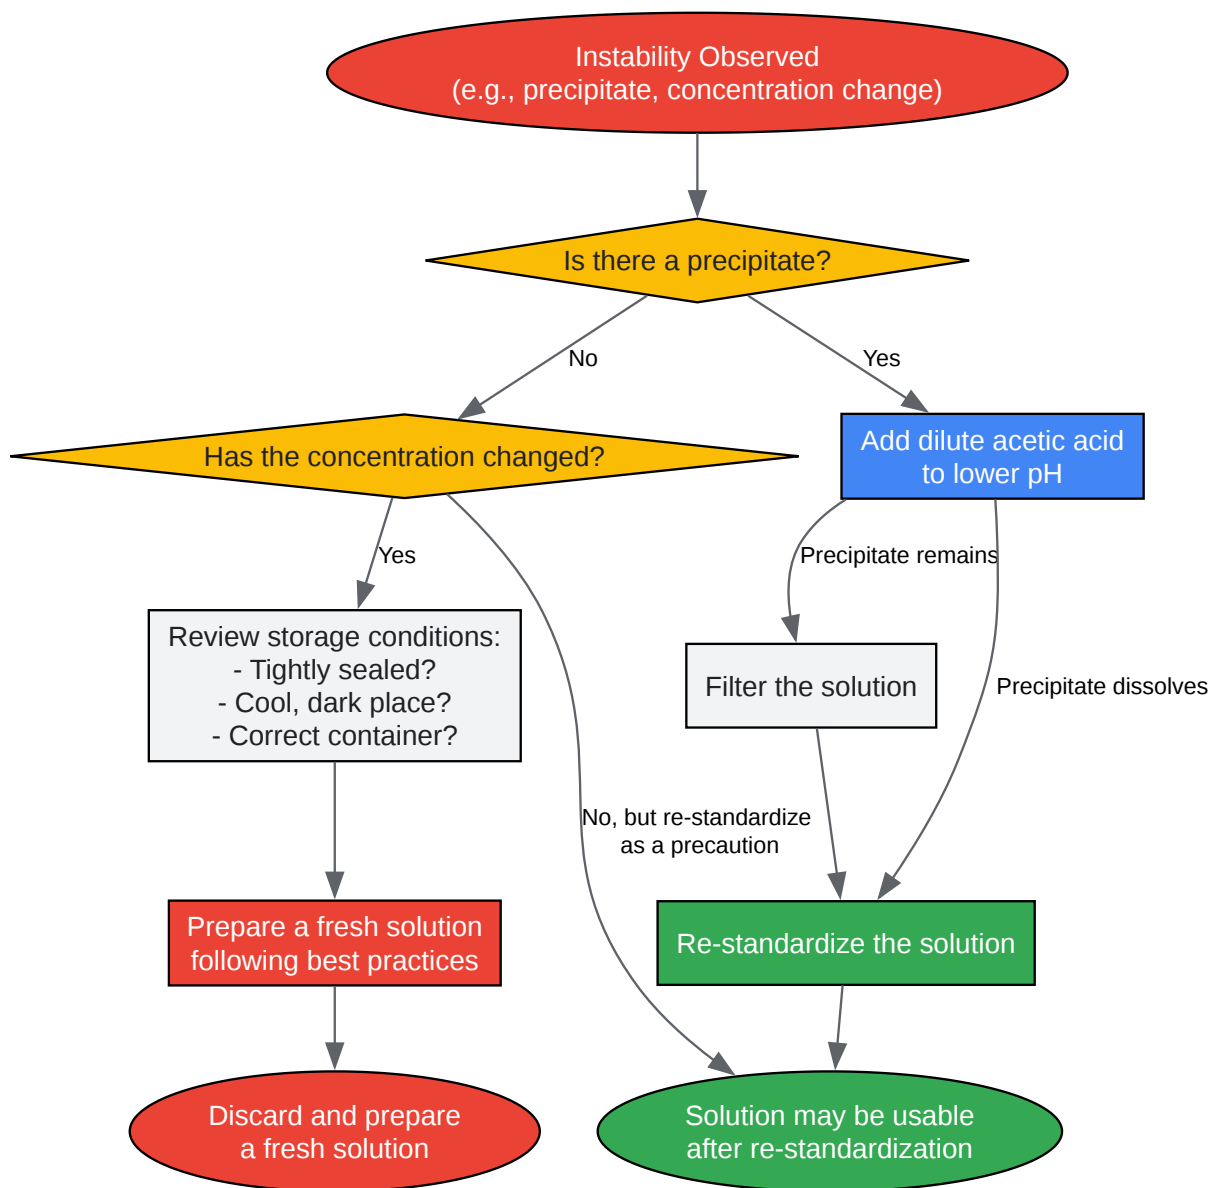 Instability Observed
(e.g., precipitate, concentration change)
Is there a precipitate?
No
Yes
Has the concentration changed?
Add dilute acetic acid
to lower pH
Yes
Precipitate remains
Review storage conditions:
- Tightly sealed?
- Cool, dark place?
- Correct container?
Filter the solution
Precipitate dissolves
No, but re-standardize
as a precaution
Prepare a fresh solution
following best practices
Re-standardize the solution
Discard and prepare
a fresh solution
Solution may be usable
after re-standardization